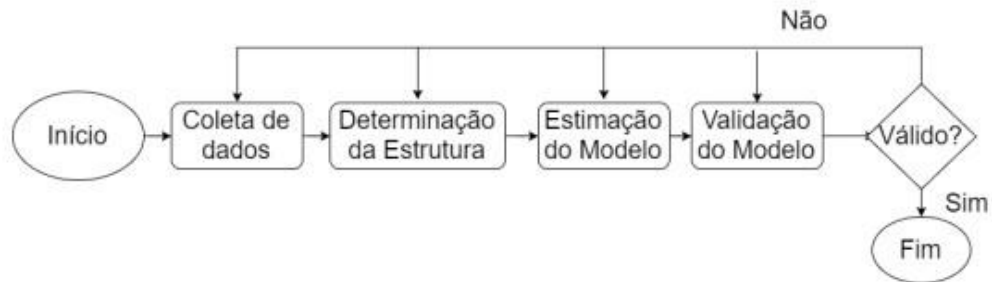 Não
Início
Coleta de
dados
Determinação
da Estrutura
Estimação
do Modelo
Validação
do Modelo
Válido?
Sim
Fim